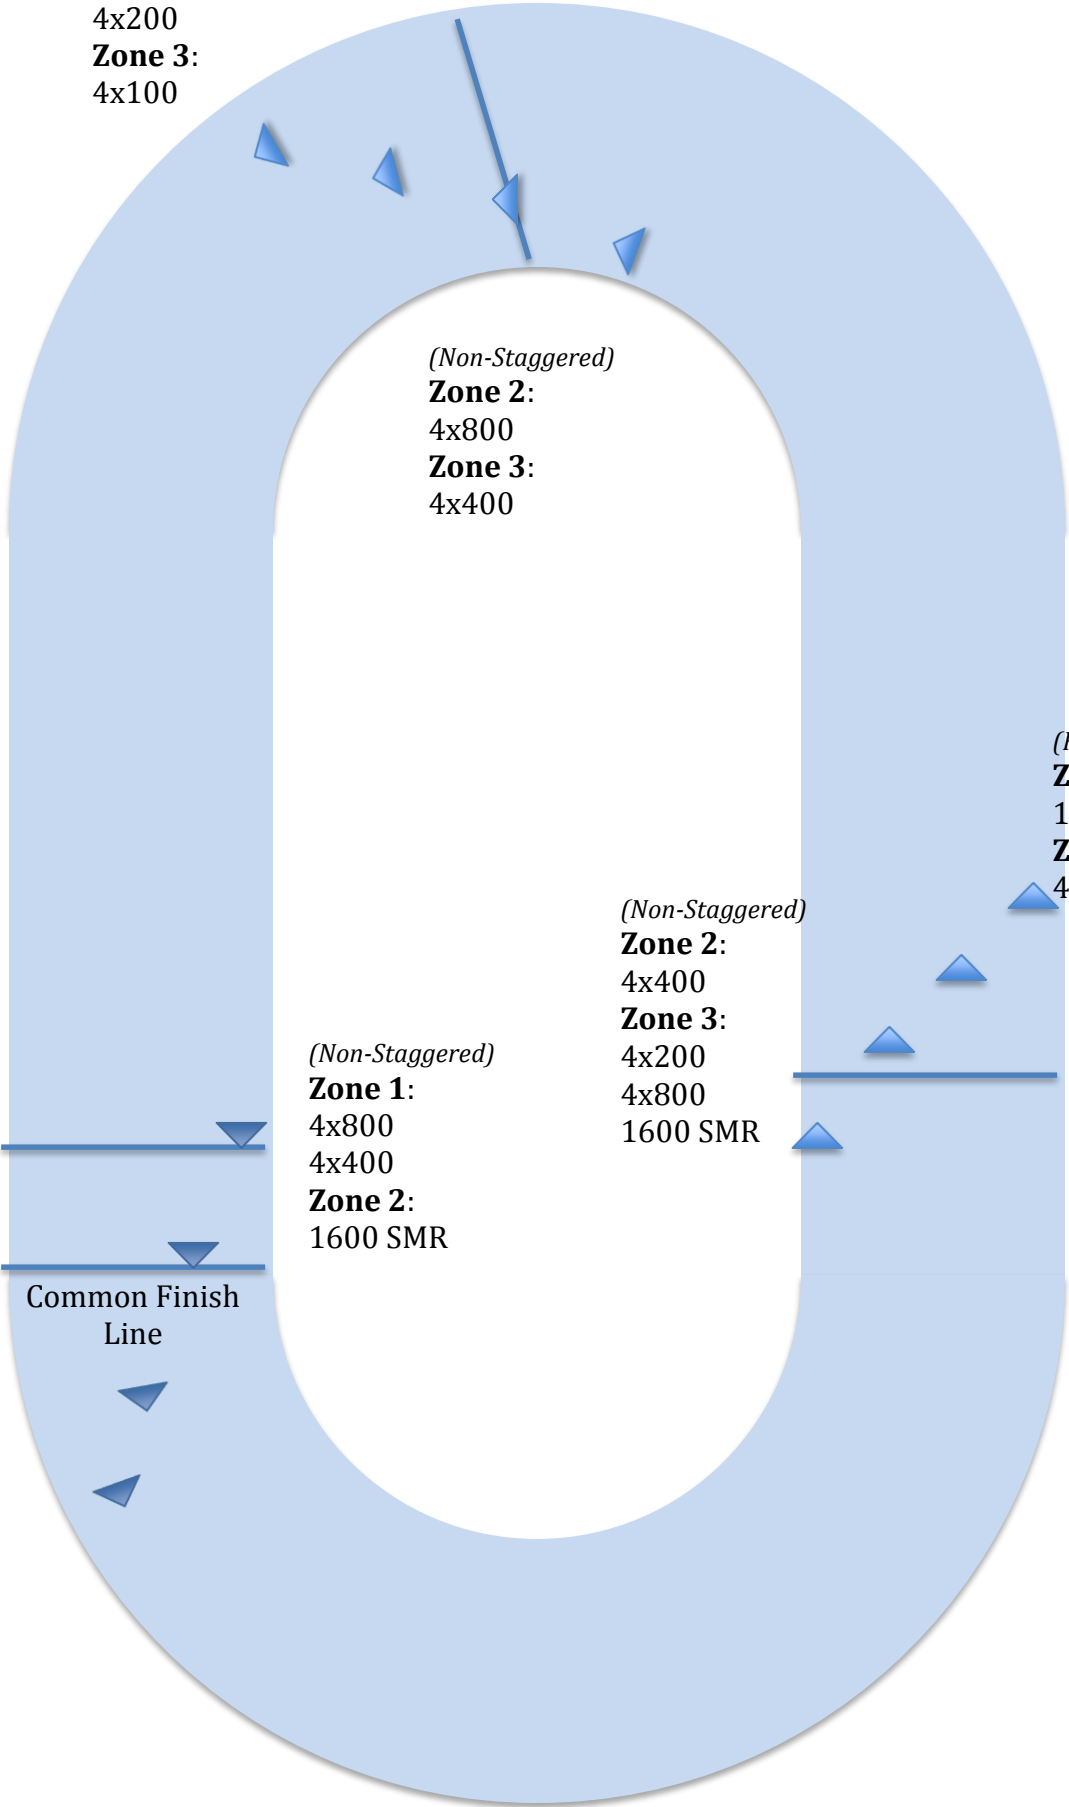 4x200
Zone 3:
4x100
(Non-Staggered)
Zone 2:
4x800
Zone 3:
4x400
(Non-Staggered)
Zone 2:
4x400
Zone 3:
4x200
4x800
1600 SMR
(Non-Staggered)
Zone 1:
4x800
4x400
Zone 2:
1600 SMR
Common Finish
Line